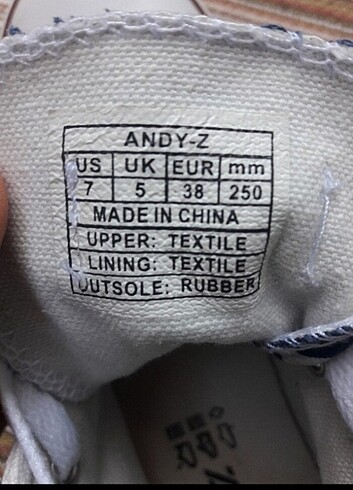 ANDY-Z
US UK EUR mm
7 5 38 250
MADE IN CHINA
UPPER: TEXTILE
LINING: TEXTILE
OUTSOLE: RUBBER